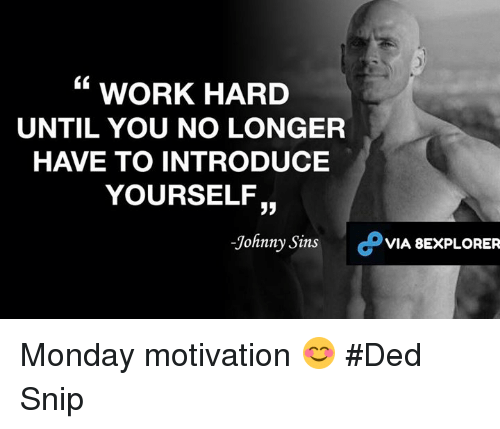 “ WORK HARD
UNTIL YOU NO LONGER
HAVE TO INTRODUCE
YOURSELF „
-Johnny Sins
VIA 8EXPLORER
Monday motivation 😊 #Ded
Snip